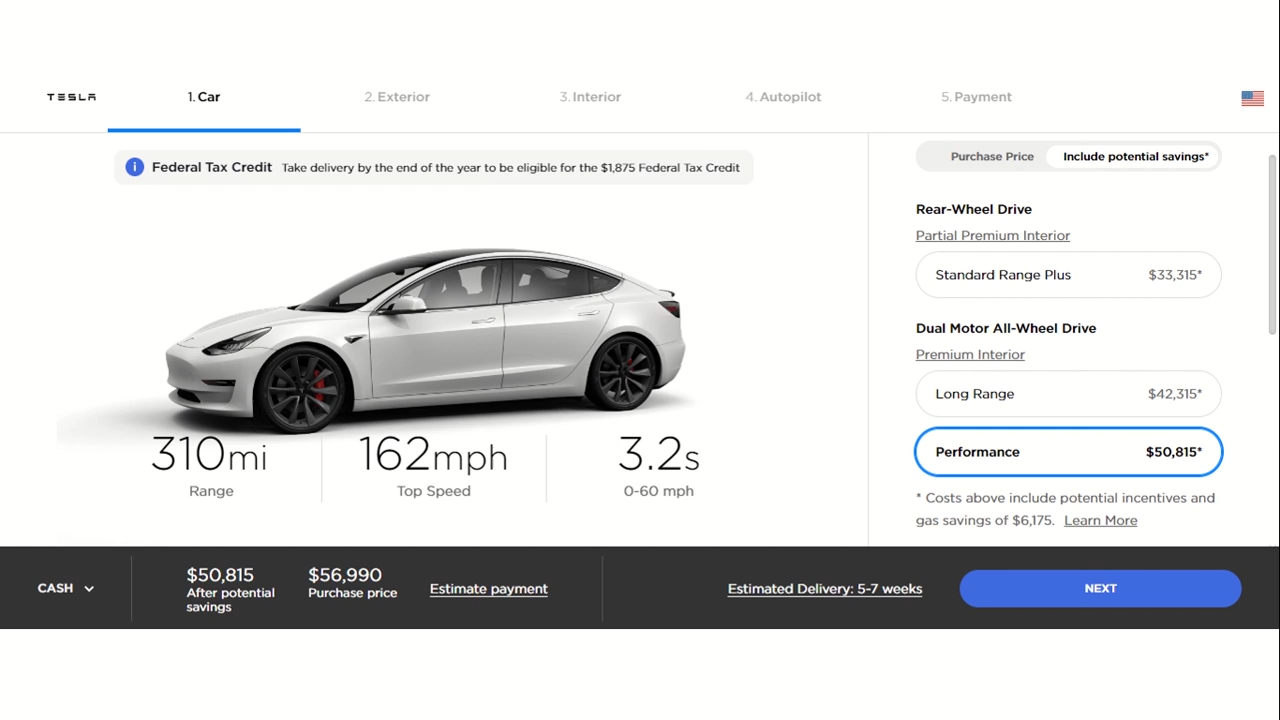 TESLA
1. Car
2. Exterior
3. Interior
4. Autopilot
5. Payment
i Federal Tax Credit Take delivery by the end of the year to be eligible for the $1,875 Federal Tax Credit
310mi
Range
162mph
Top Speed
3.2s
0-60 mph
Purchase Price
Include potential savings*
Rear-Wheel Drive
Partial Premium Interior
Standard Range Plus $33,315*
Dual Motor All-Wheel Drive
Premium Interior
Long Range $42,315*
Performance $50,815*
* Costs above include potential incentives and
gas savings of $6,175. Learn More
CASH
$50,815
After potential
savings
$56,990
Purchase price
Estimate payment
Estimated Delivery: 5-7 weeks
NEXT